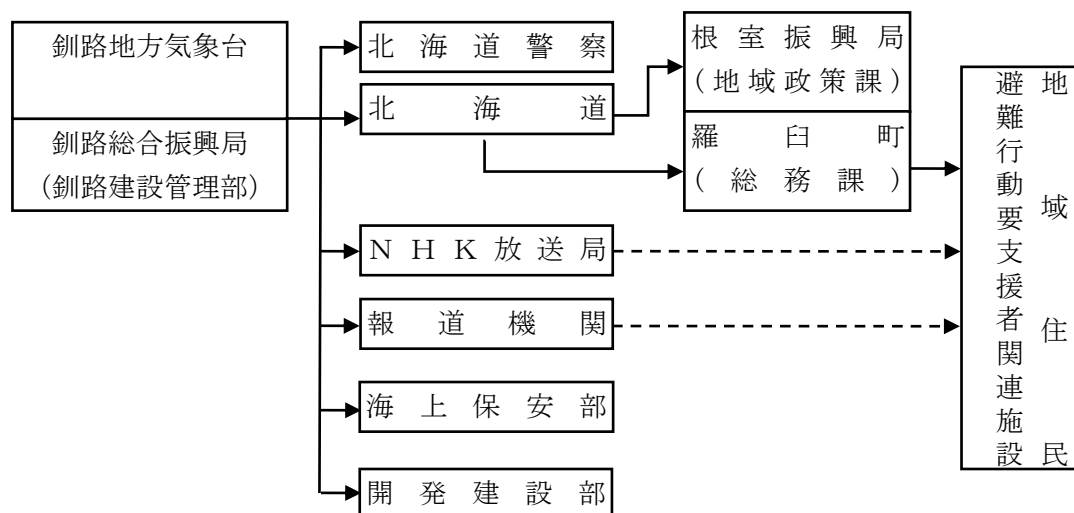 釧路地方気象台
釧路総合振興局
（釧路建設管理部）
北海道警察
北海道
根室振興局
（地域政策課）
羅臼町
（総務課）
NHK放送局
報道機関
海上保安部
開発建設部
地域住民
避難行動要支援者関連施設